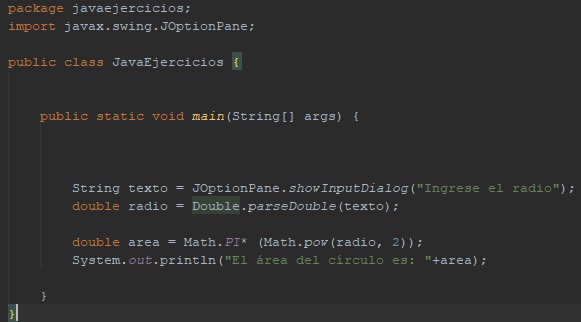 package javaejercicios;
import javax.swing.JOptionPane;
public class JavaEjercicios {
public static void main(String[] args) {
String texto = JOptionPane.showInputDialog("Ingrese el radio");
double radio = Double.parseDouble(texto);
double area = Math.PI* (Math.pow(radio, 2));
System.out.println("El área del círculo es: "+area);
}
}